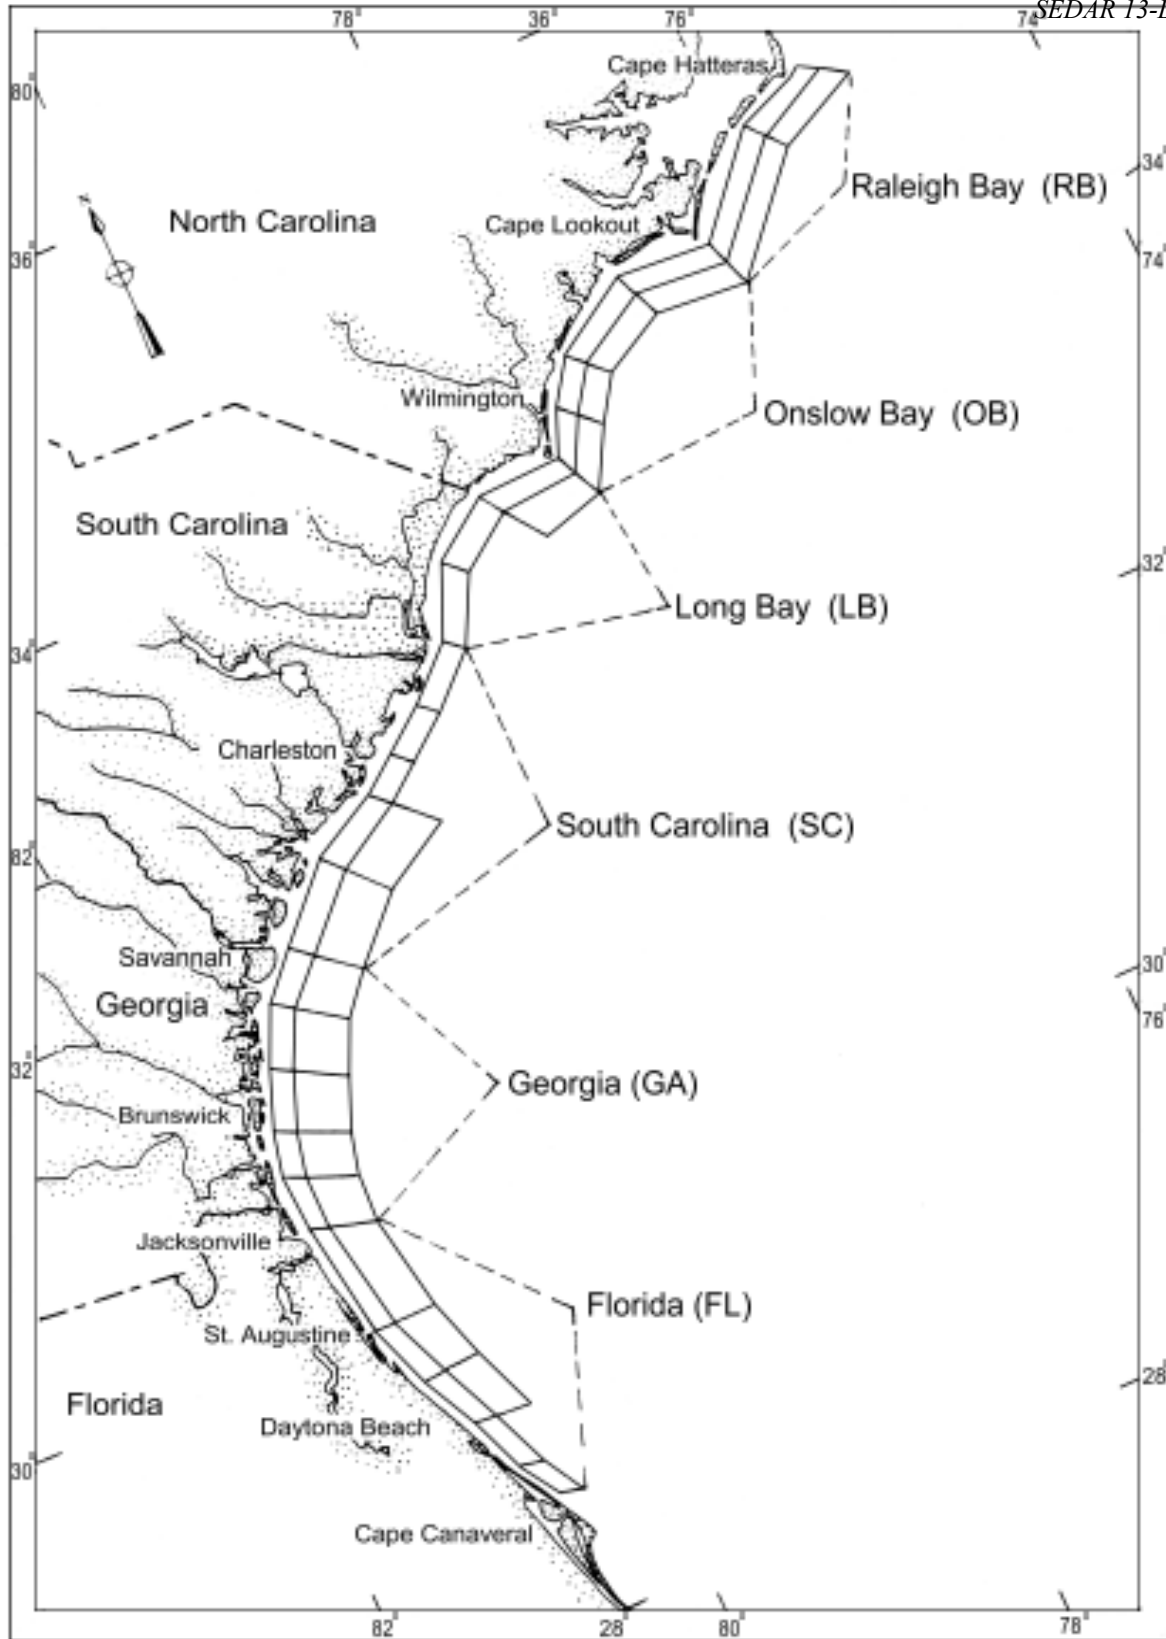 SEDAR 13-
78°
36°
76°
74°
Cape Hatteras
80°
34°
Raleigh Bay (RB)
North Carolina
Cape Lookout
N
36°
74°
Wilmington
Onslow Bay (OB)
South Carolina
32°
Long Bay (LB)
34°
Charleston
South Carolina (SC)
82°
Savannah
30°
Georgia
76°
32°
Georgia (GA)
Brunswick
Jacksonville
Florida (FL)
St. Augustine
28°
Florida
Daytona Beach
30°
Cape Canaveral
82°
28°
80°
78°